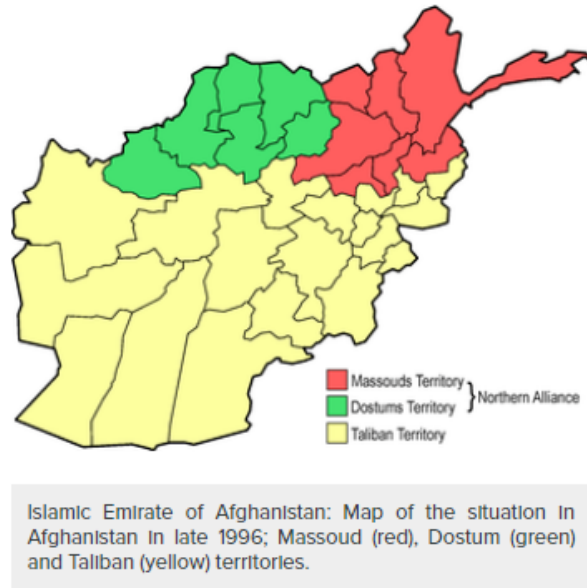 Massouds Territory
Dostums Territory
Northern Alliance
Taliban Territory
Islamic Emirate of Afghanistan: Map of the situation in
Afghanistan in late 1996; Massoud (red), Dostum (green)
and Taliban (yellow) territories.